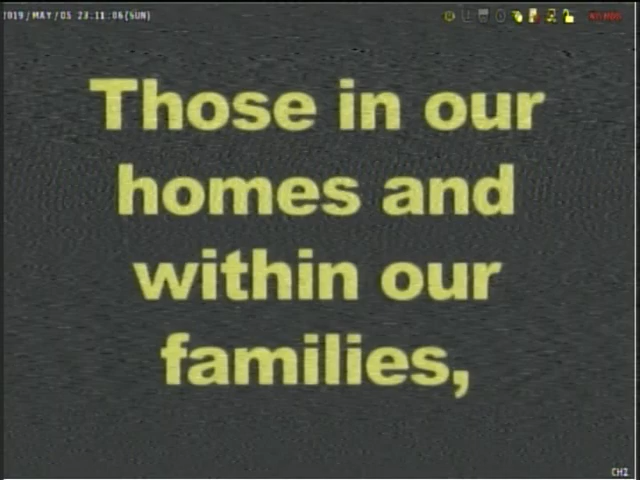 2019/MAY/05 23:11:06(SUN)
Those in our
homes and
within our
families,
CH2